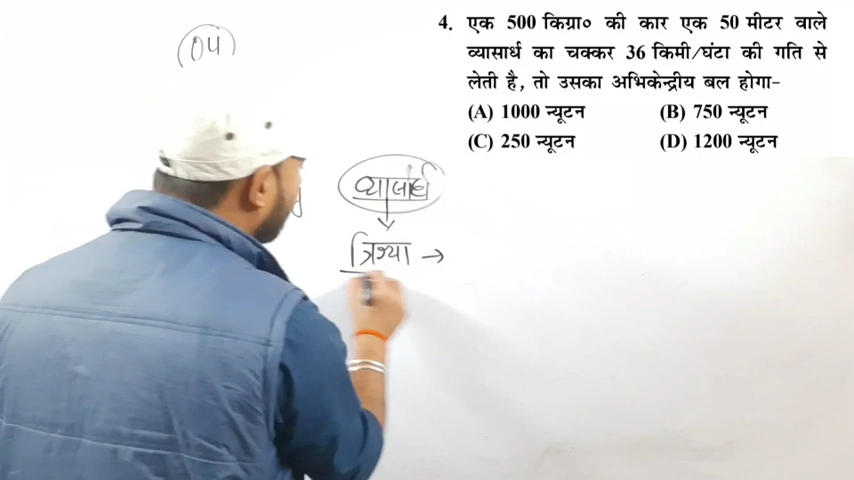 4. एक 500 किग्रा० की कार एक 50 मीटर वाले
व्यासार्ध का चक्कर 36 किमी/घंटा की गति से
लेती है, तो उसका अभिकेन्द्रीय बल होगा-
(A) 1000 न्यूटन (B) 750 न्यूटन
(C) 250 न्यूटन (D) 1200 न्यूटन
04
व्यासार्ध
त्रिज्या →